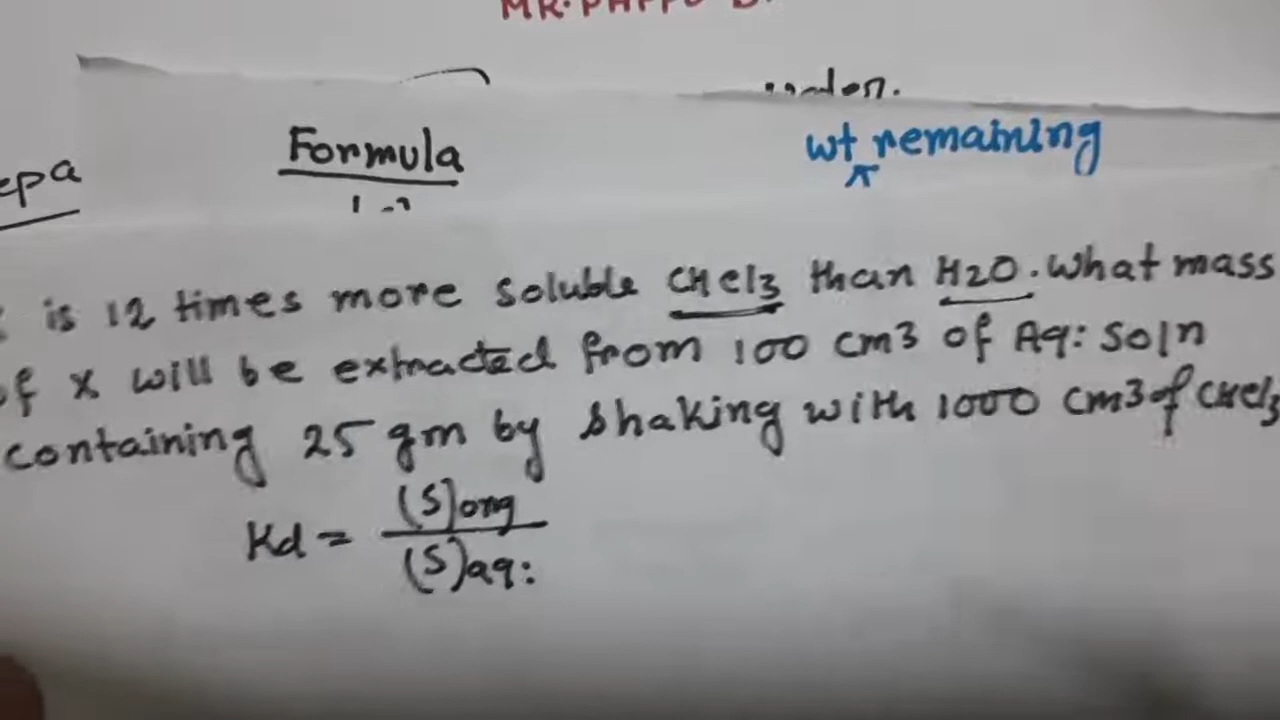 Formula
wt remaining
is 12 times more soluble CHCl3 than H2O. What mass
of x will be extracted from 100 cm3 of Aq: soln
containing 25 gm by shaking with 1000 cm3 of CHCl3
Kd = (S)org
(S)aq: